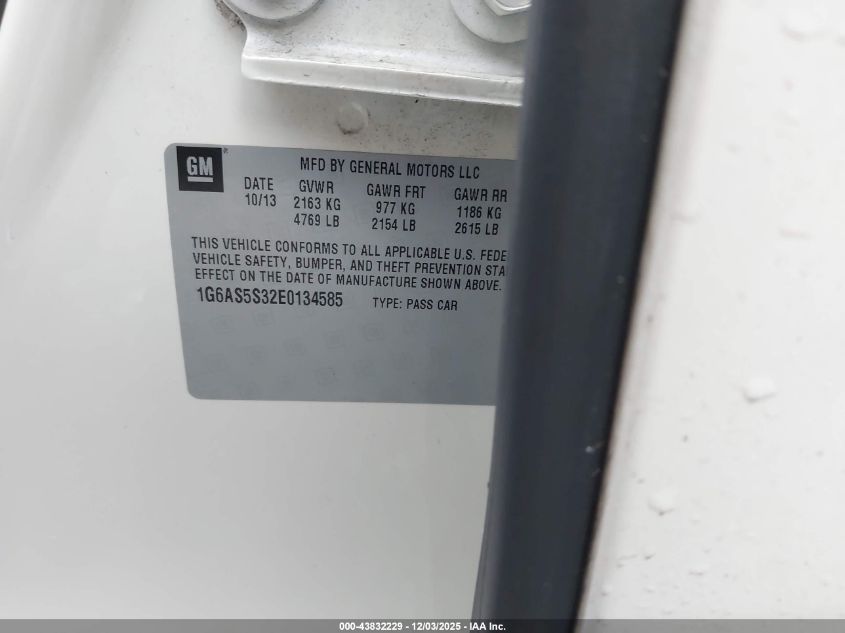 GM®
MFD BY GENERAL MOTORS LLC
DATE GVWR GAWR FRT GAWR RR
10/13 2163 KG 977 KG 1186 KG
4769 LB 2154 LB 2615 LB
THIS VEHICLE CONFORMS TO ALL APPLICABLE U.S. FEDE
VEHICLE SAFETY, BUMPER, AND THEFT PREVENTION STA
EFFECT ON THE DATE OF MANUFACTURE SHOWN ABOVE.
1G6AS5S32E0134585 TYPE: PASS CAR
000-43832229 - 12/03/2025 - IAA Inc.